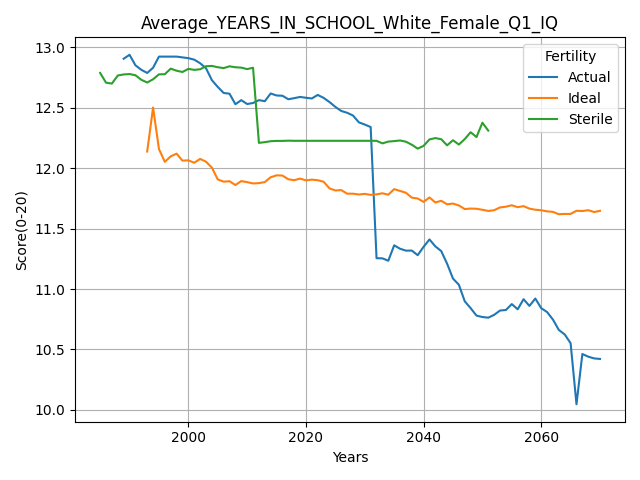 Average_YEARS_IN_SCHOOL_White_Female_Q1_IQ
Score(0-20)
13.0
12.5
12.0
11.5
11.0
10.5
10.0
Fertility
Actual
Ideal
Sterile
2000 2020 2040 2060
Years